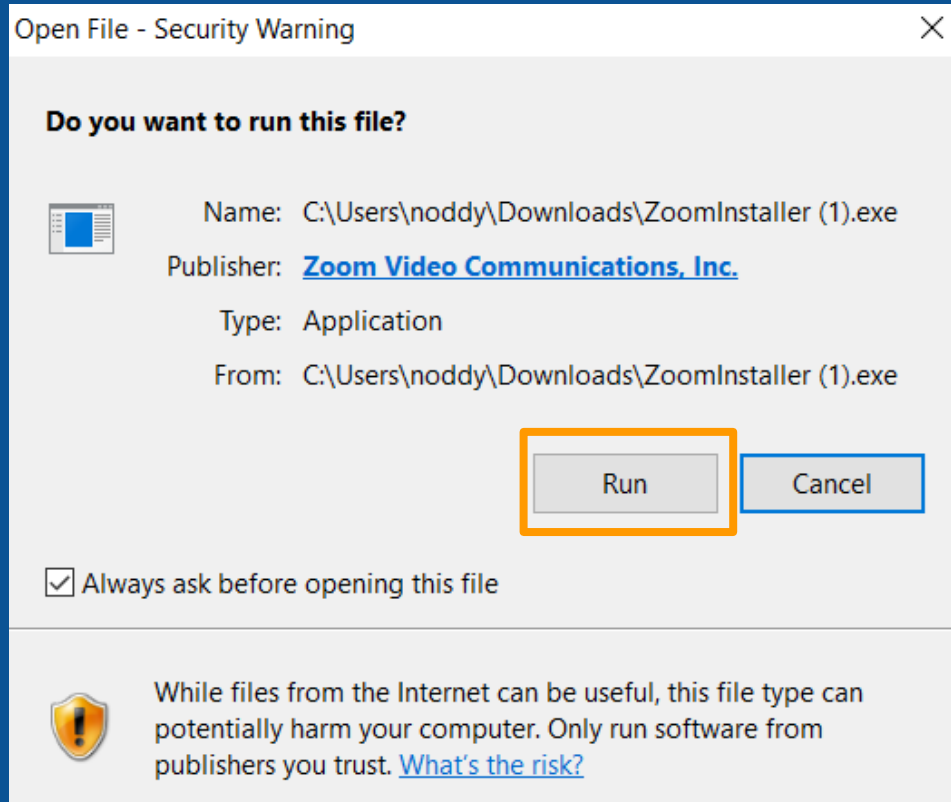 Open File - Security Warning
Do you want to run this file?
Name: C:\Users\noddy\Downloads\ZoomInstaller (1).exe
Publisher: Zoom Video Communications, Inc.
Type: Application
From: C:\Users\noddy\Downloads\ZoomInstaller (1).exe
Run Cancel
Always ask before opening this file
While files from the Internet can be useful, this file type can
potentially harm your computer. Only run software from
publishers you trust. What's the risk?